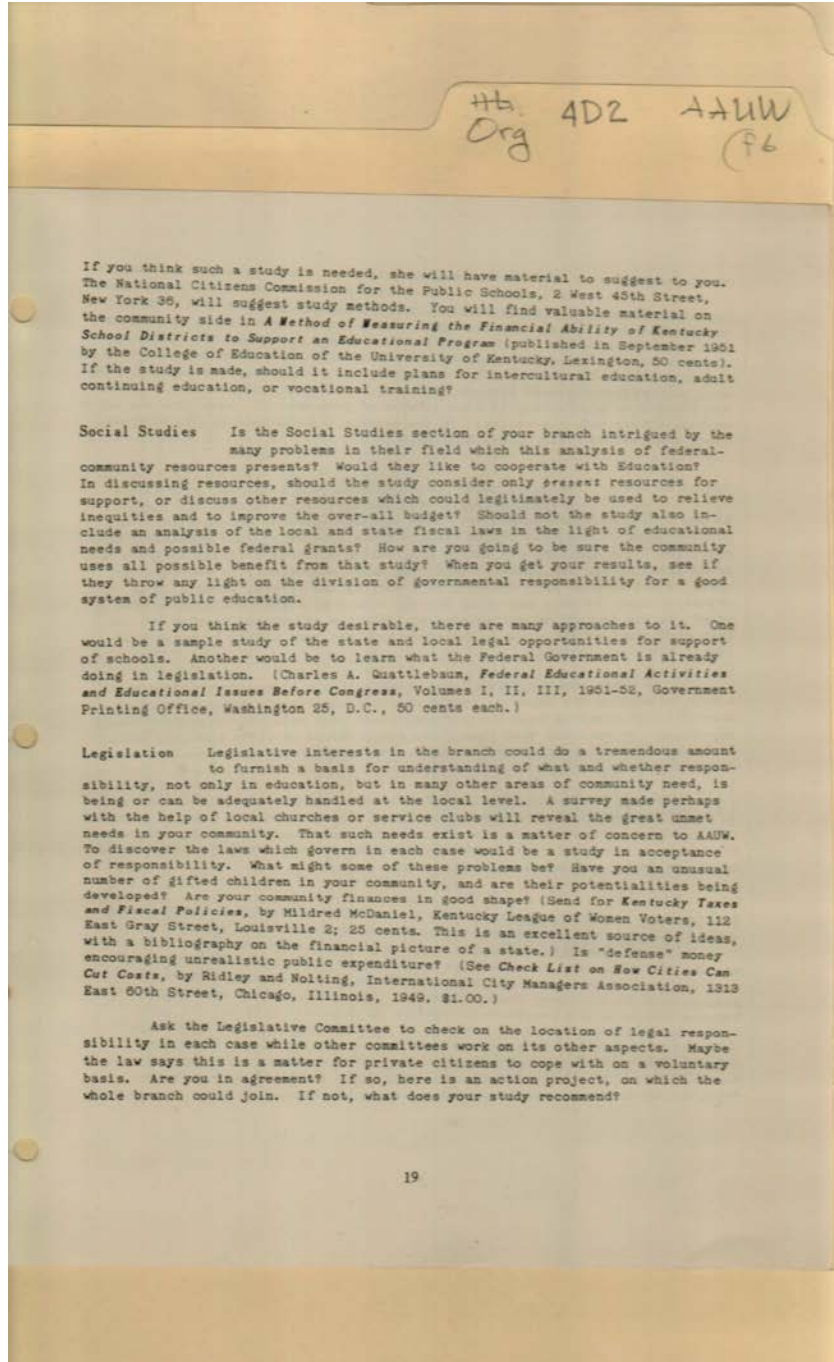 Hb. 4D2 AAUW
Org (f6
If you think such a study is needed, she will have material to suggest to you.
The National Citizens Commission for the Public Schools, 2 West 45th Street,
New York 36, will suggest study methods. You will find valuable material on
the community side in A Method of Measuring the Financial Ability of Kentucky
School Districts to Support an Educational Program (published in September 1951
by the College of Education of the University of Kentucky, Lexington, 50 cents).
If the study is made, should it include plans for intercultural education, adult
continuing education, or vocational training?
Social Studies Is the Social Studies section of your branch intrigued by the
many problems in their field which this analysis of federal-
community resources presents? Would they like to cooperate with Education?
In discussing resources, should the study consider only present resources for
support, or discuss other resources which could legitimately be used to relieve
inequities and to improve the over-all budget? Should not the study also in-
clude an analysis of the local and state fiscal laws in the light of educational
needs and possible federal grants? How are you going to be sure the community
uses all possible benefit from that study? When you get your results, see if
they throw any light on the division of governmental responsibility for a good
system of public education.
If you think the study desirable, there are many approaches to it. One
would be a sample study of the state and local legal opportunities for support
of schools. Another would be to learn what the Federal Government is already
doing in legislation. (Charles A. Quattlebaum, Federal Educational Activities
and Educational Issues Before Congress, Volumes I, II, III, 1951-52, Government
Printing Office, Washington 25, D.C., 50 cents each.)
Legislation Legislative interests in the branch could do a tremendous amount
to furnish a basis for understanding of what and whether respon-
sibility, not only in education, but in many other areas of community need, is
being or can be adequately handled at the local level. A survey made perhaps
with the help of local churches or service clubs will reveal the great unmet
needs in your community. That such needs exist is a matter of concern to AAUW.
To discover the laws which govern in each case would be a study in acceptance
of responsibility. What might some of these problems be? Have you an unusual
number of gifted children in your community, and are their potentialities being
developed? Are your community finances in good shape? (Send for Kentucky Taxes
and Fiscal Policies, by Mildred McDaniel, Kentucky League of Women Voters, 112
East Gray Street, Louisville 2; 25 cents. This is an excellent source of ideas,
with a bibliography on the financial picture of a state.) Is "defense" money
encouraging unrealistic public expenditure? (See Check List on How Cities Can
Cut Costs, by Ridley and Nolting, International City Managers Association, 1313
East 60th Street, Chicago, Illinois, 1949, $1.00.)
Ask the Legislative Committee to check on the location of legal respon-
sibility in each case while other committees work on its other aspects. Maybe
the law says this is a matter for private citizens to cope with on a voluntary
basis. Are you in agreement? If so, here is an action project, on which the
whole branch could join. If not, what does your study recommend?
19